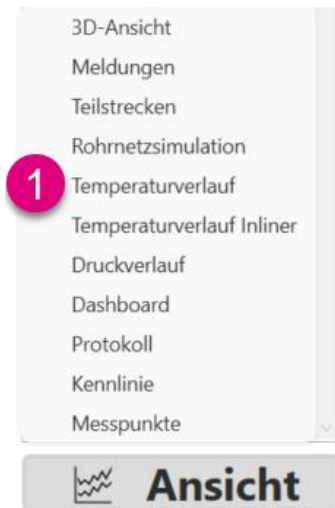 3D-Ansicht
Meldungen
Teilstrecken
Rohrnetzsimulation
1 Temperaturverlauf
Temperaturverlauf Inliner
Druckverlauf
Dashboard
Protokoll
Kennlinie
Messpunkte
Ansicht